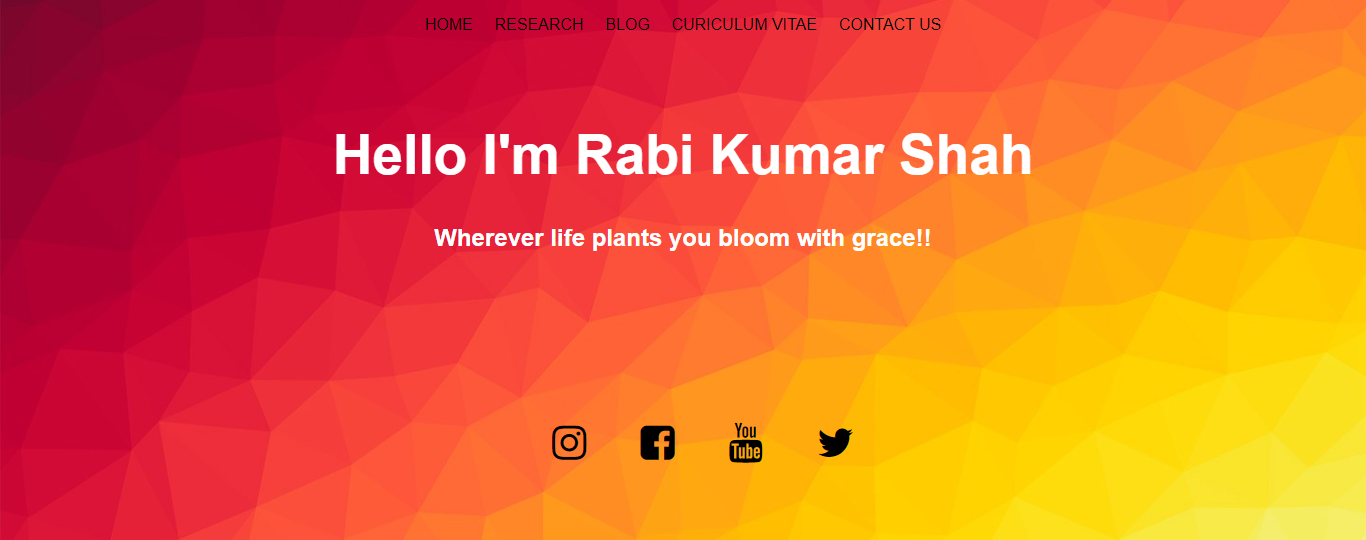 HOME RESEARCH BLOG CURICULUM VITAE CONTACT US
Hello I'm Rabi Kumar Shah
Wherever life plants you bloom with grace!!
You
Tube